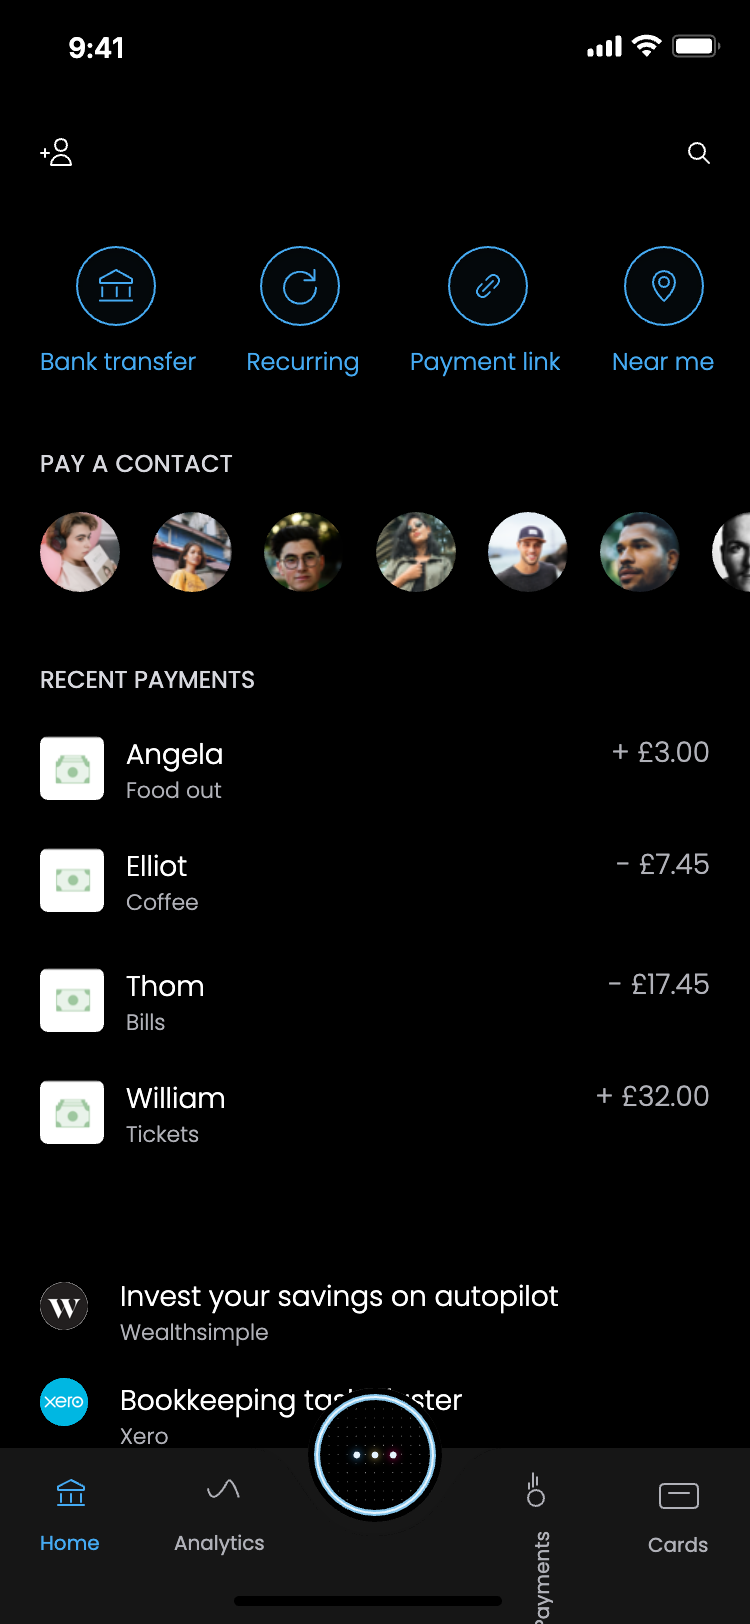 9:41
Bank transfer
Recurring
Payment link
Near me
PAY A CONTACT
RECENT PAYMENTS
Angela
+ £3.00
Food out
Elliot
- £7.45
Coffee
Thom
- £17.45
Bills
William
+ £32.00
Tickets
W
Invest your savings on autopilot
Wealthsimple
xero
Bookkeeping
Xero
Home
Analytics
Payments
Cards